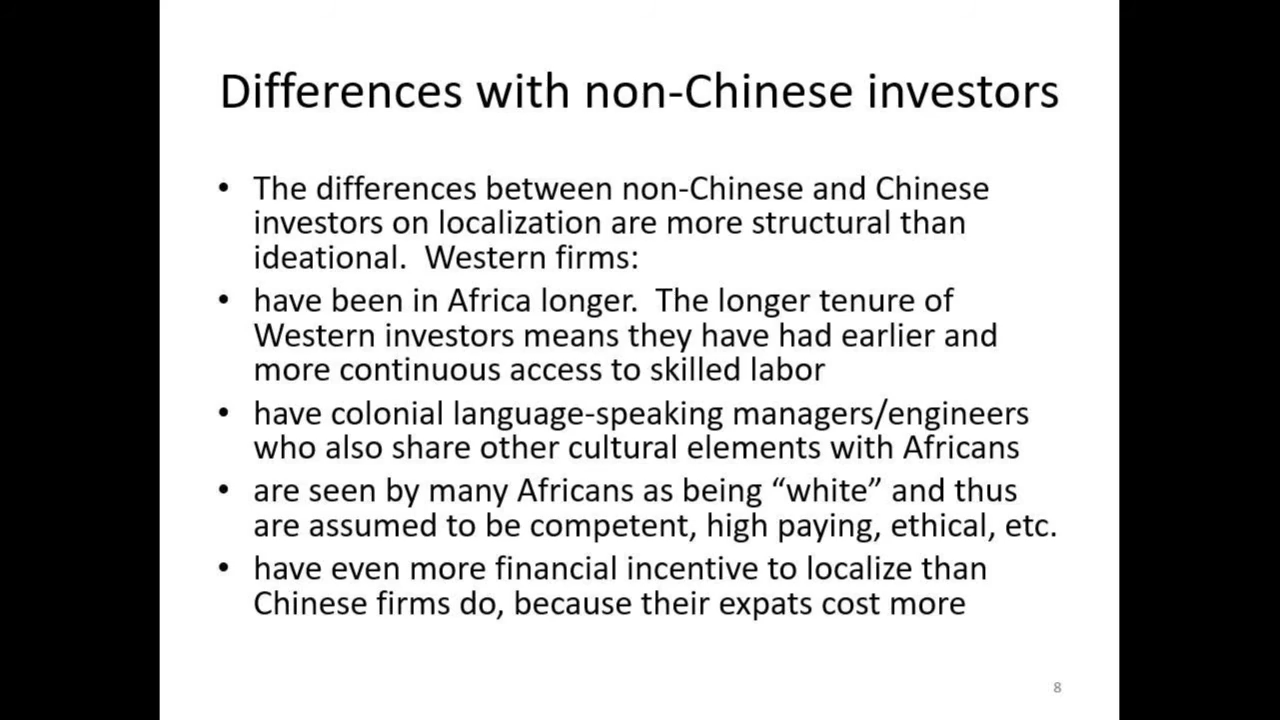 Differences with non-Chinese investors
• The differences between non-Chinese and Chinese
investors on localization are more structural than
ideational.  Western firms:
• have been in Africa longer.  The longer tenure of
Western investors means they have had earlier and
more continuous access to skilled labor
• have colonial language-speaking managers/engineers
who also share other cultural elements with Africans
• are seen by many Africans as being “white” and thus
are assumed to be competent, high paying, ethical, etc.
• have even more financial incentive to localize than
Chinese firms do, because their expats cost more
8